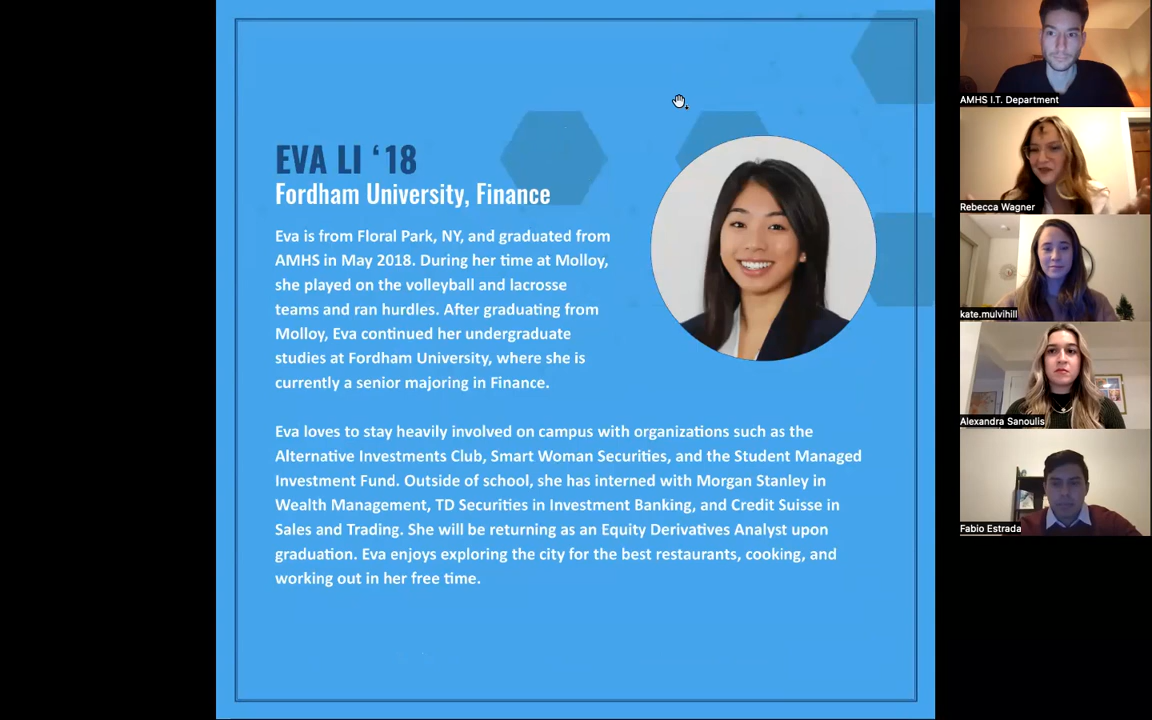 EVA LI ‘18
Fordham University, Finance
Eva is from Floral Park, NY, and graduated from
AMHS in May 2018. During her time at Molloy,
she played on the volleyball and lacrosse
teams and ran hurdles. After graduating from
Molloy, Eva continued her undergraduate
studies at Fordham University, where she is
currently a senior majoring in Finance.
Eva loves to stay heavily involved on campus with organizations such as the
Alternative Investments Club, Smart Woman Securities, and the Student Managed
Investment Fund. Outside of school, she has interned with Morgan Stanley in
Wealth Management, TD Securities in Investment Banking, and Credit Suisse in
Sales and Trading. She will be returning as an Equity Derivatives Analyst upon
graduation. Eva enjoys exploring the city for the best restaurants, cooking, and
working out in her free time.
AMHS I.T. Department
Rebecca Wagner
kate.mulvihill
Alexandra Sanoulis
Fabio Estrada